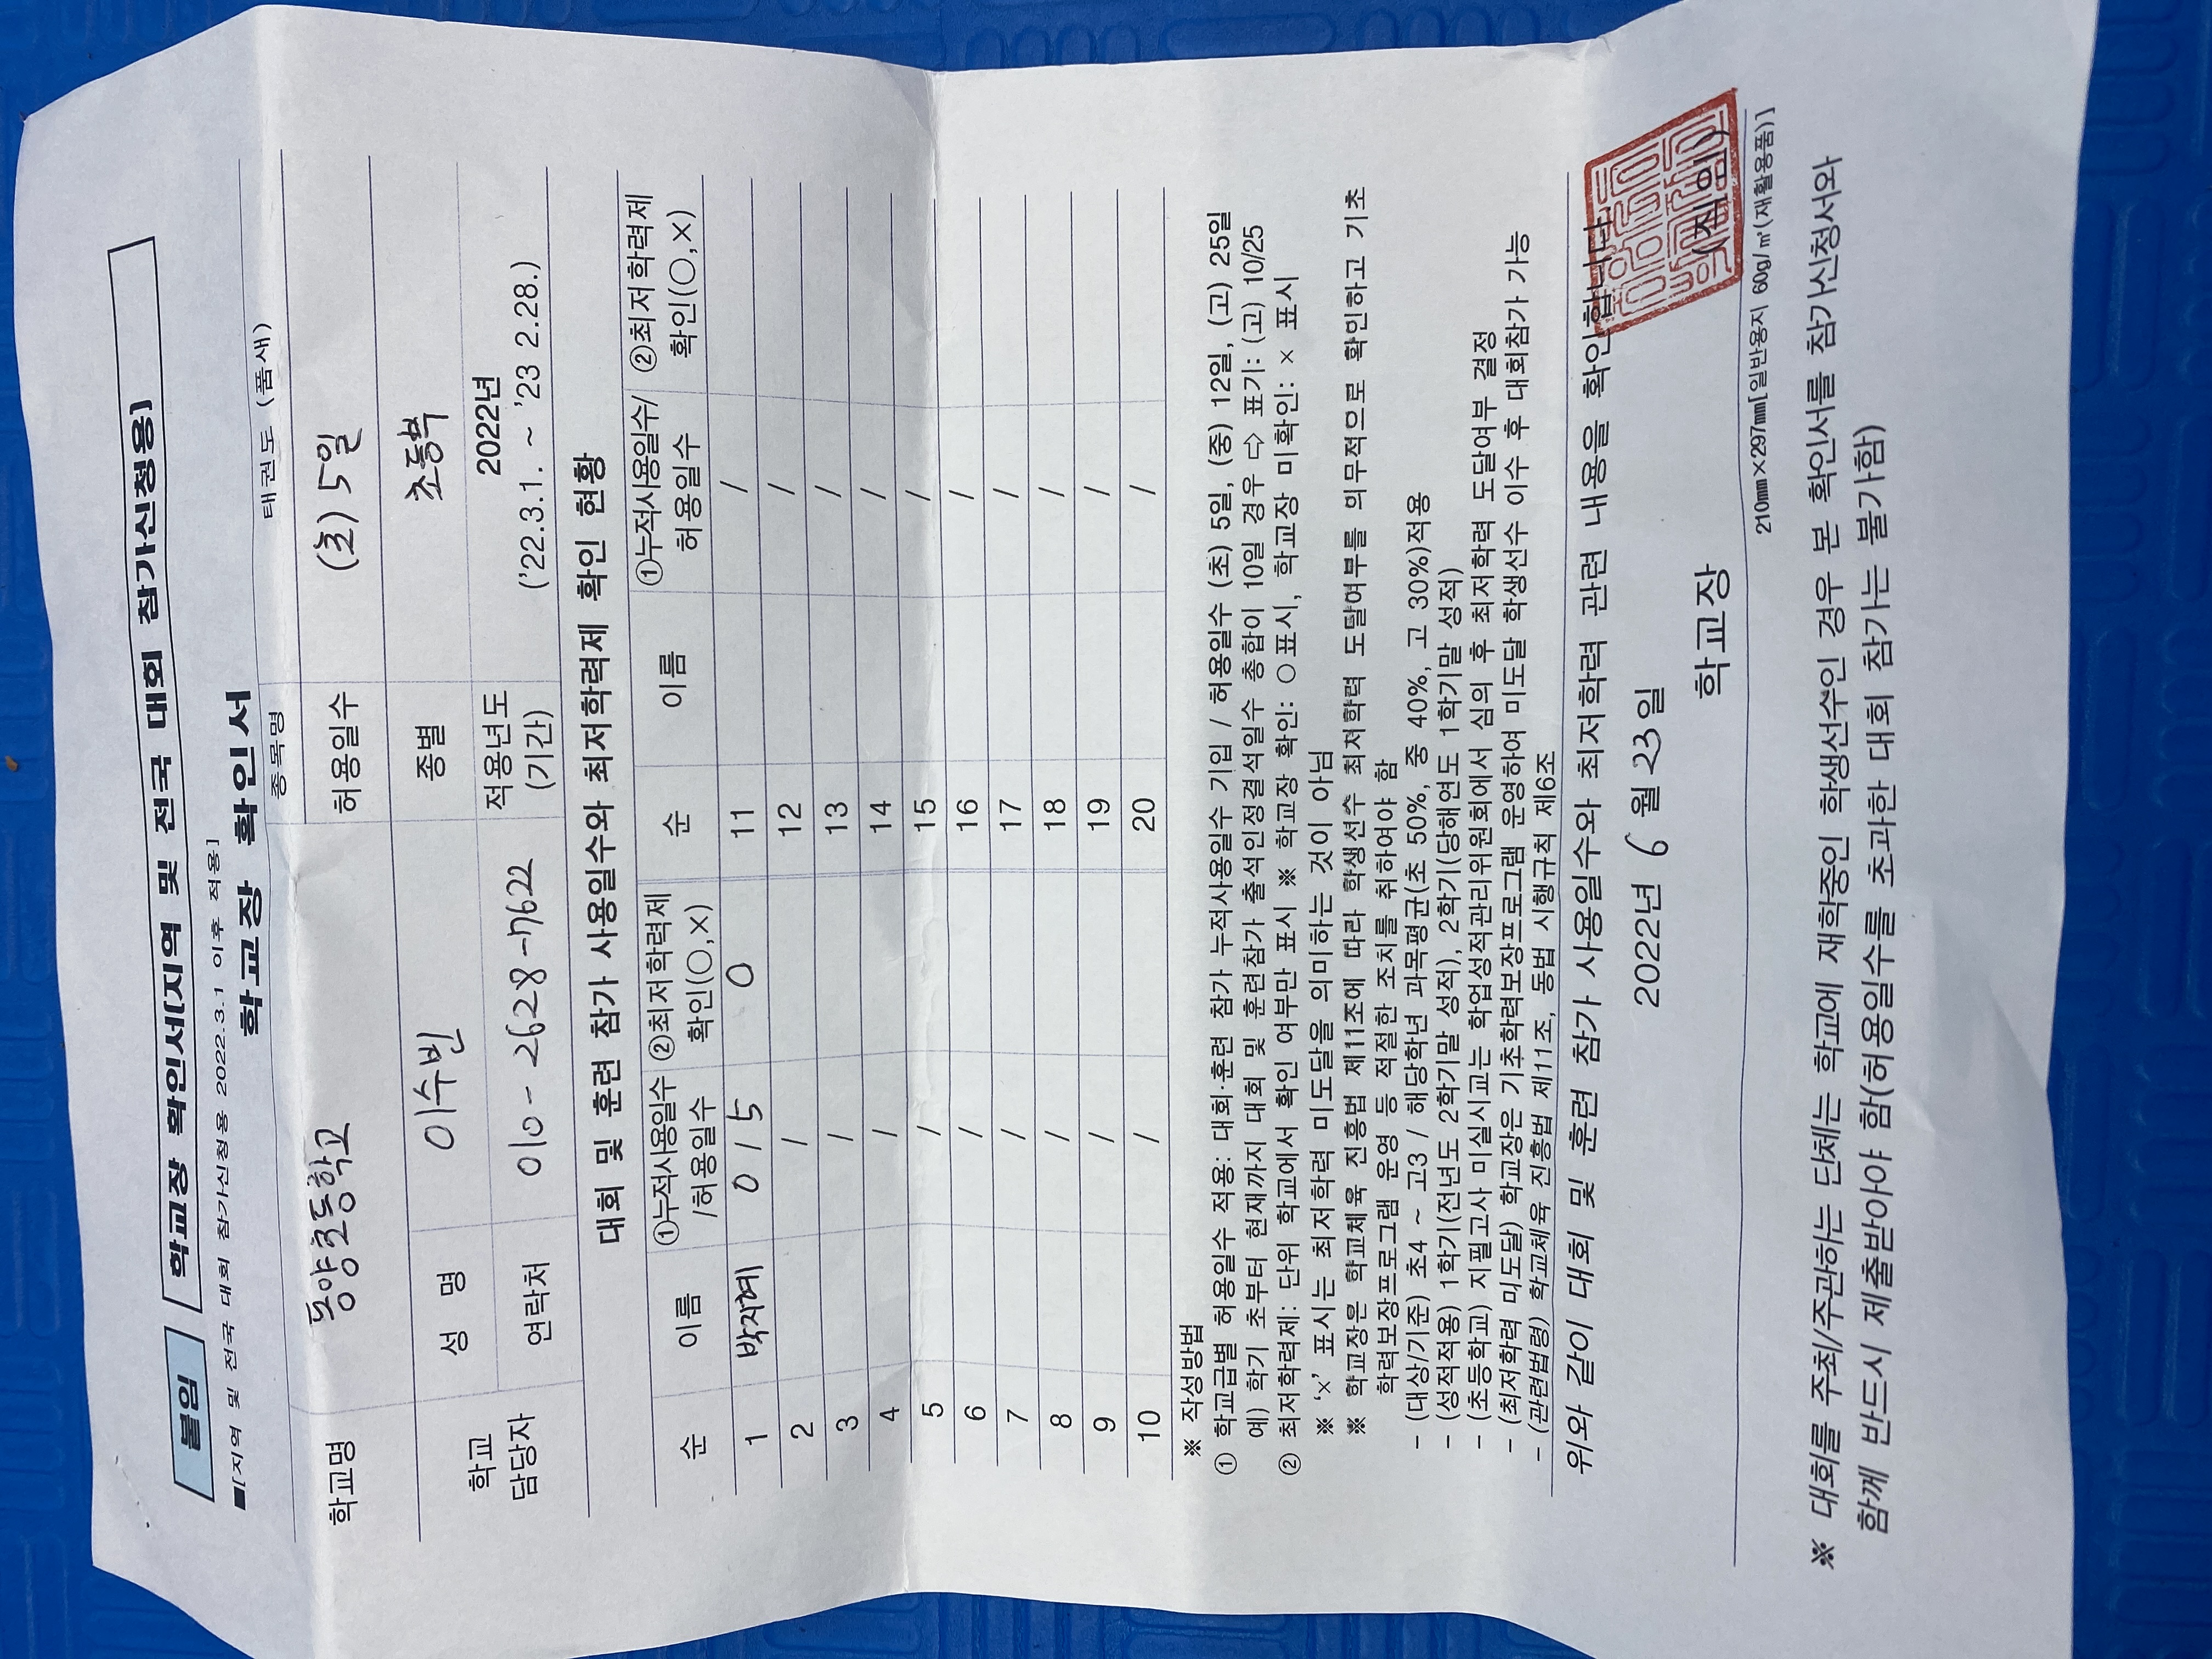 붙임
학교장 확인서(지역 및 전국 대회 참가신청용)
■[지역 및 전국 대회 참가신청용 2022.3.1 이후 적용]
학교장 확인서
학교명 동양초등학교 종목명 태권도 (품새)
허용일수 (초) 5일
학교 담당자 성 명 이수빈 종별 초등부
연락처 010-2628-7622 적용년도 (기간) 2022년 ('22.3.1. ~ '23 2.28.)
대회 및 훈련 참가 사용일수와 최저학력제 확인 현황
순 이름 ①누적사용일수/허용일수 ②최저학력제 확인(○,×) 순 이름 ①누적사용일수/허용일수 ②최저학력제 확인(○,×)
1 박지예 0 / 5 0 11 /
2 / 12 /
3 / 13 /
4 / 14 /
5 / 15 /
6 / 16 /
7 / 17 /
8 / 18 /
9 / 19 /
10 / 20 /
※ 작성방법
① 학교급별 허용일수 적용: 대회·훈련 참가 누적사용일수 기입 / 허용일수 (초) 5일, (중) 12일, (고) 25일
예) 학기 초부터 현재까지 대회 및 훈련참가 출석인정결석일수 총합이 10일 경우 ⇨ 표기: (고) 10/25
② 최저학력제: 단위 학교에서 확인 여부만 표시 ※ 학교장 확인: ○ 표시, 학교장 미확인: × 표시
※ '×' 표시는 최저학력 미도달을 의미하는 것이 아님
※ 학교장은 학교체육 진흥법 제11조에 따라 학생선수 최저학력 도달여부를 의무적으로 확인하고 기초
학력보장프로그램 운영 등 적절한 조치를 취하여야 함
- (대상/기준) 초4 ~ 고3 / 해당학년 과목평균(초 50%, 중 40%, 고 30%)적용
- (성적적용) 1학기(전년도 2학기말 성적), 2학기(당해연도 1학기말 성적)
- (초등학교) 지필고사 미실시교는 학업성적관리위원회에서 심의 후 최저학력 도달여부 결정
- (최저학력 미도달) 학교장은 기초학력보장프로그램 운영하여 미도달 학생선수 이수 후 대회참가 가능
- (관련법령) 학교체육 진흥법 제11조, 동법 시행규칙 제6조
위와 같이 대회 및 훈련 참가 사용일수와 최저학력 관련 내용을 확인합니다
2022년 6 월 23일
학교장 (직인)
210㎜×297㎜[일반용지 60g/㎡(재활용품)]
※ 대회를 주최/주관하는 단체는 학교에 재학중인 학생선수인 경우 본 확인서를 참가신청서와
함께 반드시 제출받아야 함(허용일수를 초과한 대회 참가는 불가함)